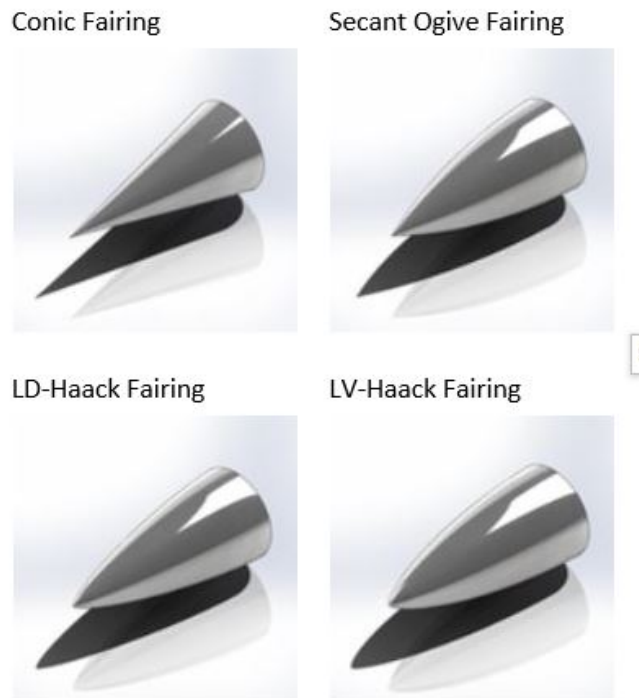 Conic Fairing
Secant Ogive Fairing
LD-Haack Fairing
LV-Haack Fairing